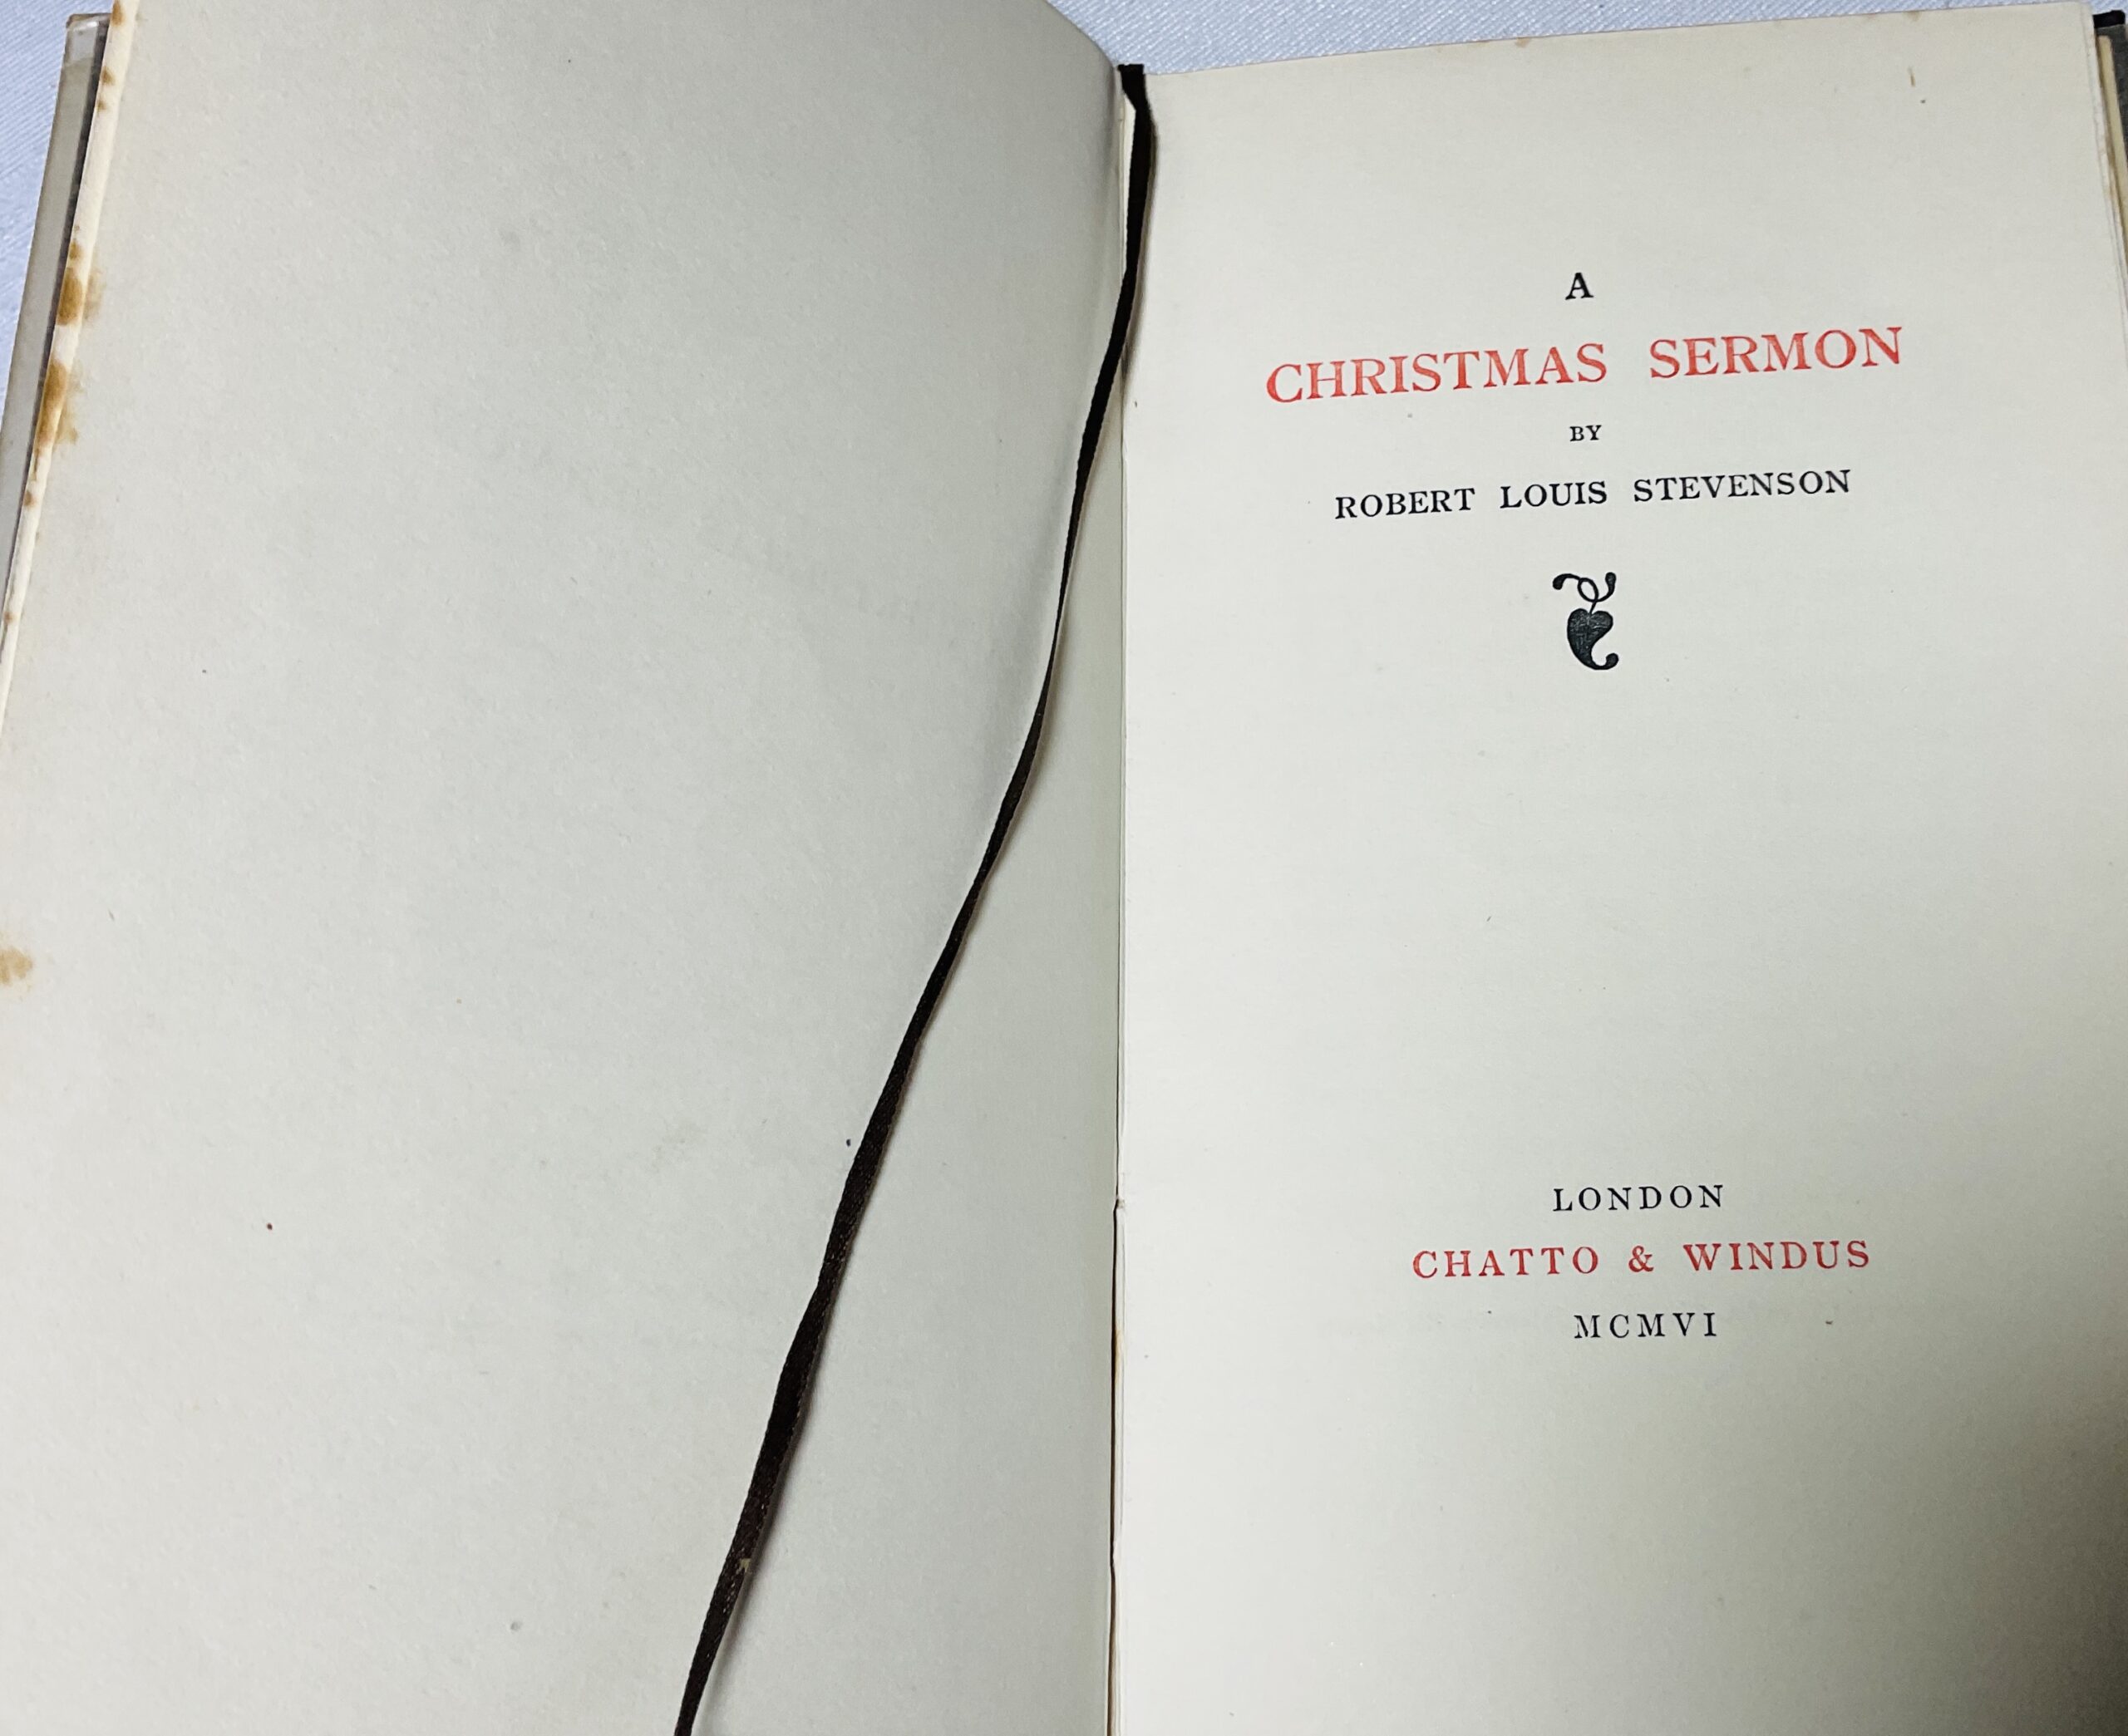 A
CHRISTMAS SERMON
BY
ROBERT LOUIS STEVENSON
LONDON
CHATTO & WINDUS
MCMVI